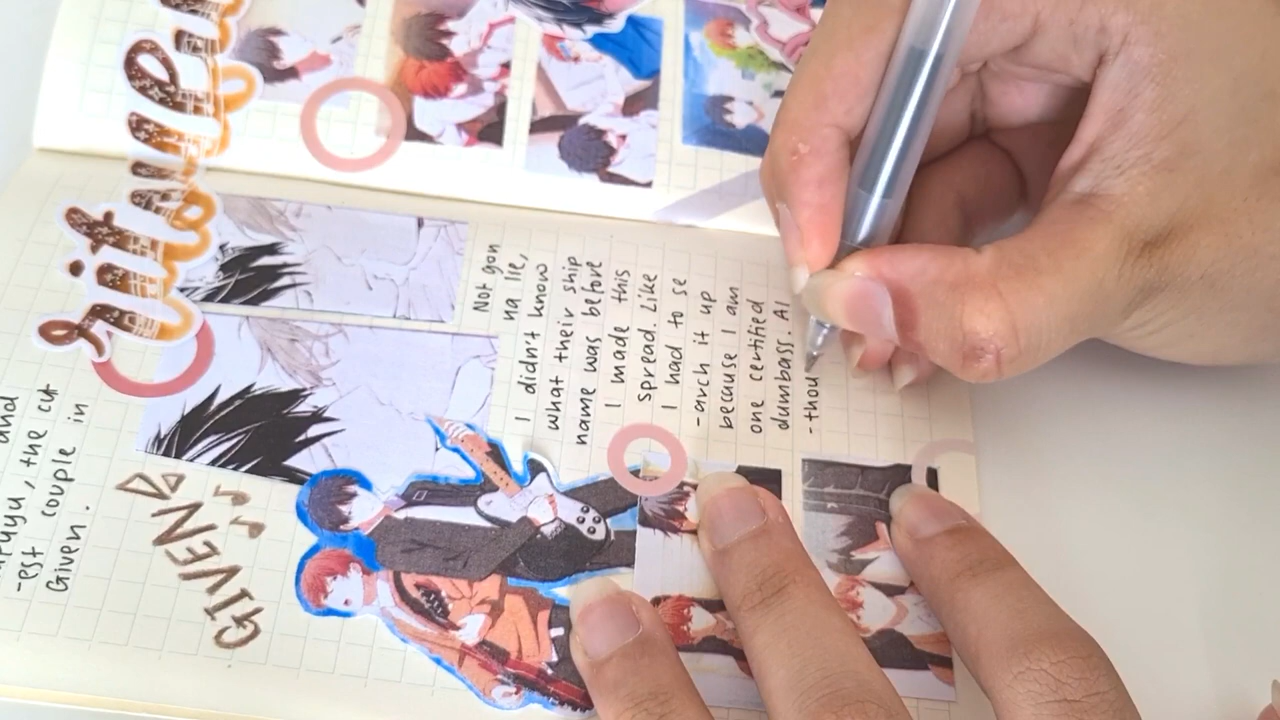 and
, the cut
-est couple in
Given.
GIVEN
Not gon
na lie,
I didn't know
what their ship
name was before
I made this
spread. Like
I had to se
-arch it up
because I am
one certified
dumbass. Al
-thou